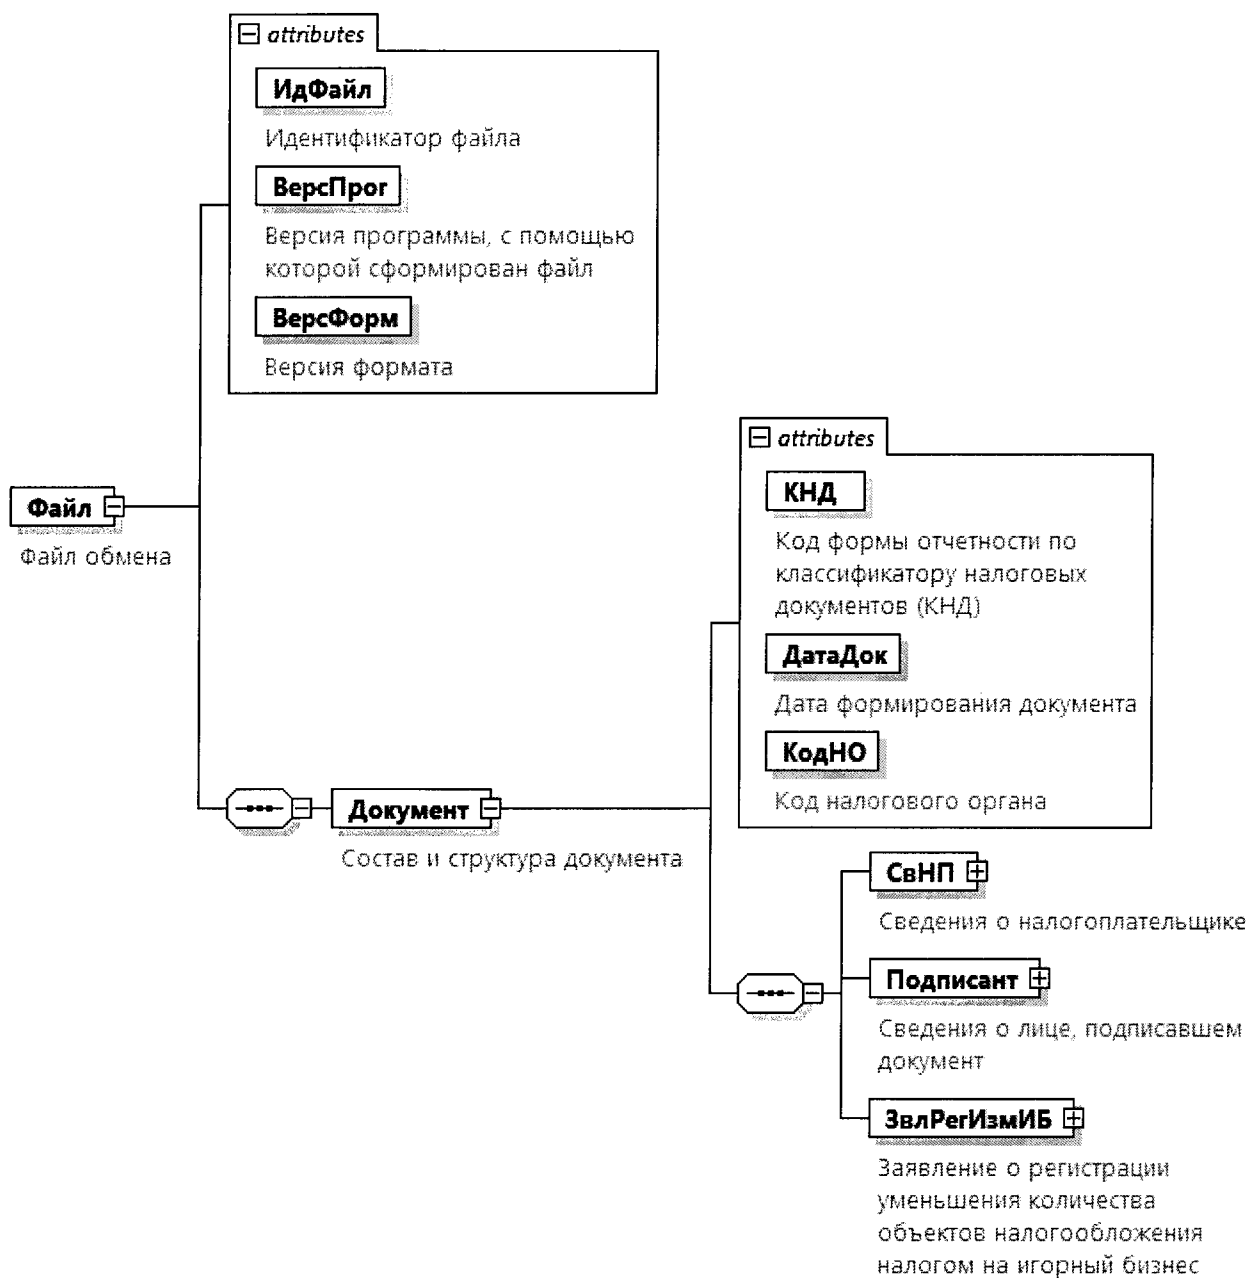 attributes
ИдФайл
Идентификатор файла
ВерсПрог
Версия программы, с помощью
которой сформирован файл
ВерсФорм
Версия формата
Файл
Файл обмена
attributes
КНД
Код формы отчетности по
классификатору налоговых
документов (КНД)
ДатаДок
Дата формирования документа
КодНО
Код налогового органа
Документ
Состав и структура документа
СвНП
Сведения о налогоплательщике
Подписант
Сведения о лице, подписавшем
документ
ЗвлРегИзмИБ
Заявление о регистрации
уменьшения количества
объектов налогообложения
налогом на игорный бизнес